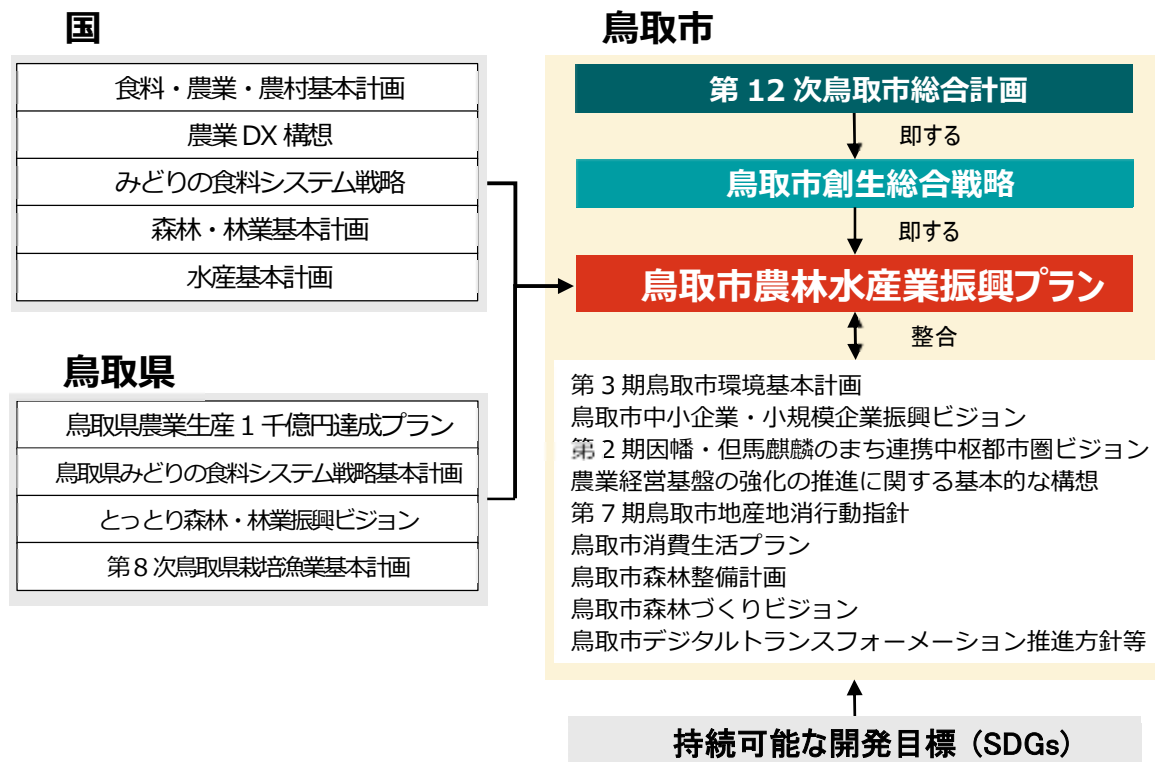 国
食料・農業・農村基本計画
農業 DX 構想
みどりの食料システム戦略
森林・林業基本計画
水産基本計画
鳥取県
鳥取県農業生産 1 千億円達成プラン
鳥取県みどりの食料システム戦略基本計画
とっとり森林・林業振興ビジョン
第 8 次鳥取県栽培漁業基本計画
鳥取市
第 12 次鳥取市総合計画
即する
鳥取市創生総合戦略
即する
鳥取市農林水産業振興プラン
整合
第 3 期鳥取市環境基本計画
鳥取市中小企業・小規模企業振興ビジョン
第 2 期因幡・但馬麒麟のまち連携中枢都市圏ビジョン
農業経営基盤の強化の推進に関する基本的な構想
第 7 期鳥取市地産地消行動指針
鳥取市消費生活プラン
鳥取市森林整備計画
鳥取市森林づくりビジョン
鳥取市デジタルトランスフォーメーション推進方針等
持続可能な開発目標（SDGs）